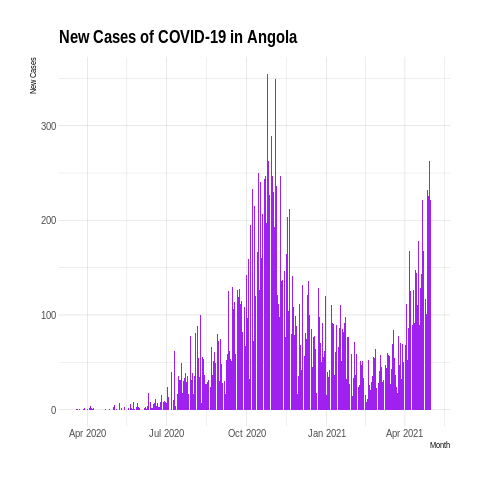 New Cases of COVID-19 in Angola
New Cases
300
200
100
0
Apr 2020
Jul 2020
Oct 2020
Jan 2021
Apr 2021
Month